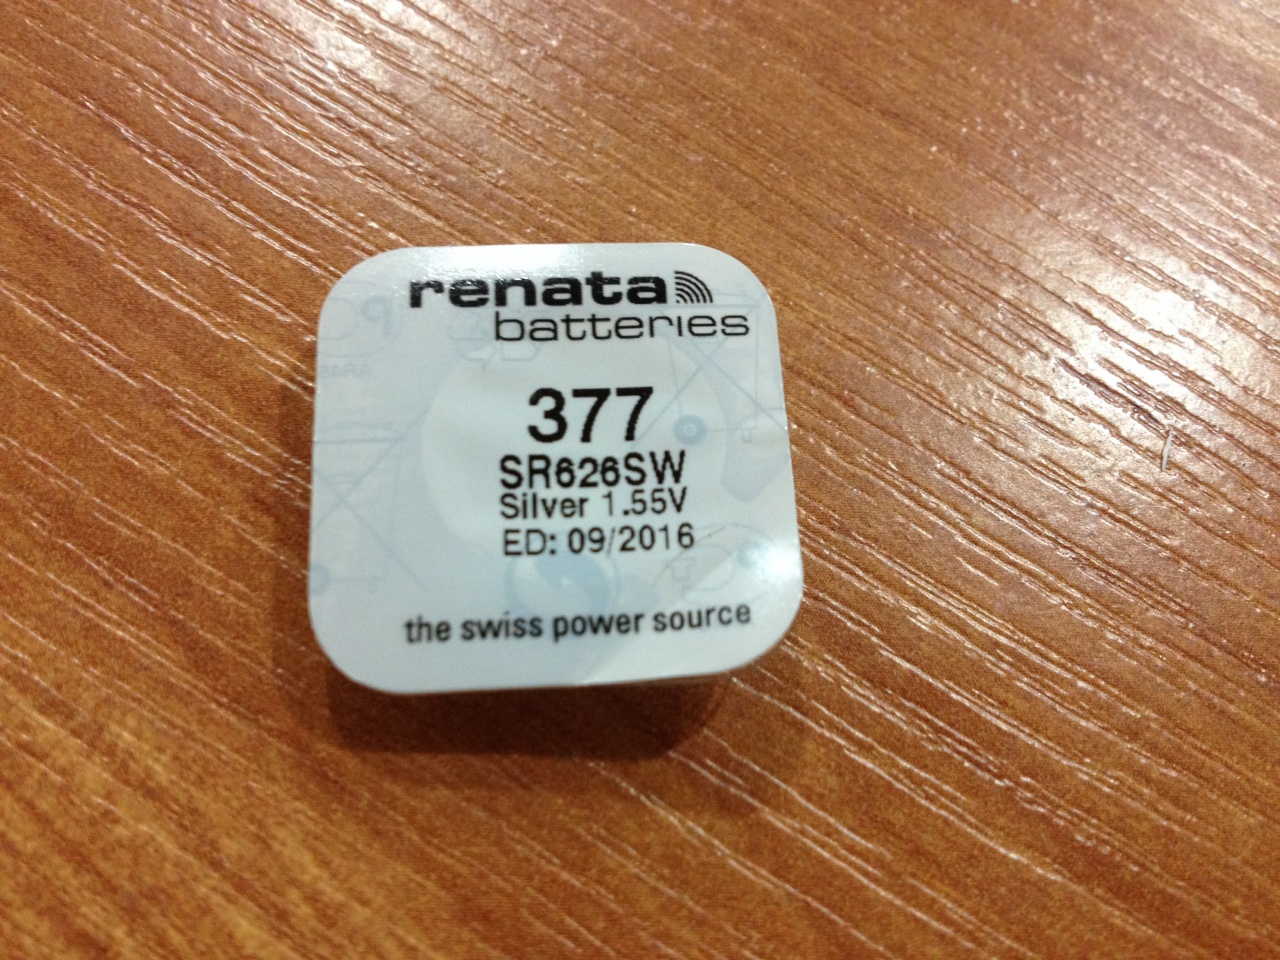 renata
batteries
377
SR626SW
Silver 1.55V
ED: 09/2016
the swiss power source